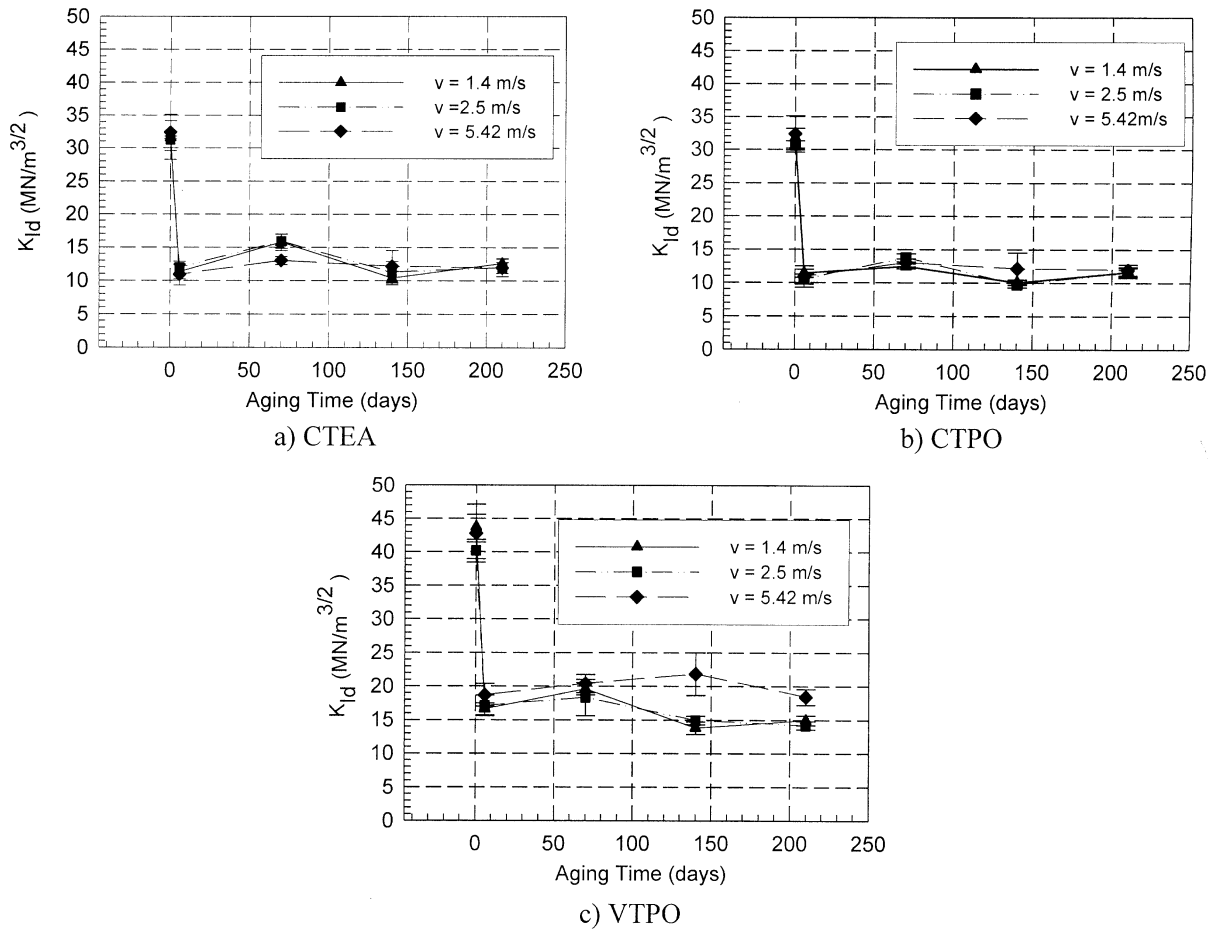 50
45
40
35
30
25
20
15
10
5
0
K_Id (MN/m^3/2 )
v = 1.4 m/s
v =2.5 m/s
v = 5.42 m/s
0 50 100 150 200 250
Aging Time (days)
a) CTEA
50
45
40
35
30
25
20
15
10
5
0
K_Id (MN/m^3/2 )
v = 1.4 m/s
v = 2.5 m/s
v = 5.42m/s
0 50 100 150 200 250
Aging Time (days)
b) CTPO
50
45
40
35
30
25
20
15
10
5
0
K_Id (MN/m^3/2 )
v = 1.4 m/s
v = 2.5 m/s
v = 5.42 m/s
0 50 100 150 200 250
Aging Time (days)
c) VTPO